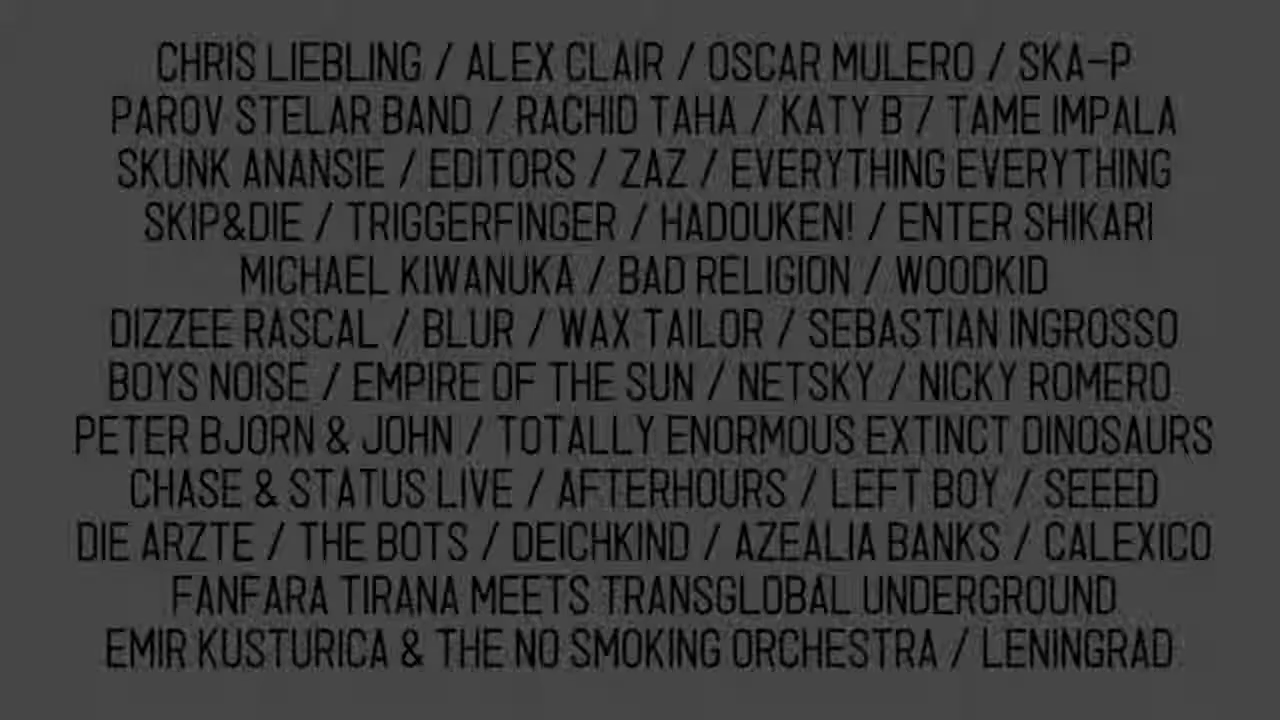 CHRIS LIEBLING / ALEX CLAIR / OSCAR MULERO / SKA-P
PAROV STELAR BAND / RACHID TAHA / KATY B / TAME IMPALA
SKUNK ANANSIE / EDITORS / ZAZ / EVERYTHING EVERYTHING
SKIP&DIE / TRIGGERFINGER / HADOUKEN! / ENTER SHIKARI
MICHAEL KIWANUKA / BAD RELIGION / WOODKID
DIZZEE RASCAL / BLUR / WAX TAILOR / SEBASTIAN INGROSSO
BOYS NOISE / EMPIRE OF THE SUN / NETSKY / NICKY ROMERO
PETER BJORN & JOHN / TOTALLY ENORMOUS EXTINCT DINOSAURS
CHASE & STATUS LIVE / AFTERHOURS / LEFT BOY / SEEED
DIE ARZTE / THE BOTS / DEICHKIND / AZEALIA BANKS / CALEXICO
FANFARA TIRANA MEETS TRANSGLOBAL UNDERGROUND
EMIR KUSTURICA & THE NO SMOKING ORCHESTRA / LENINGRAD